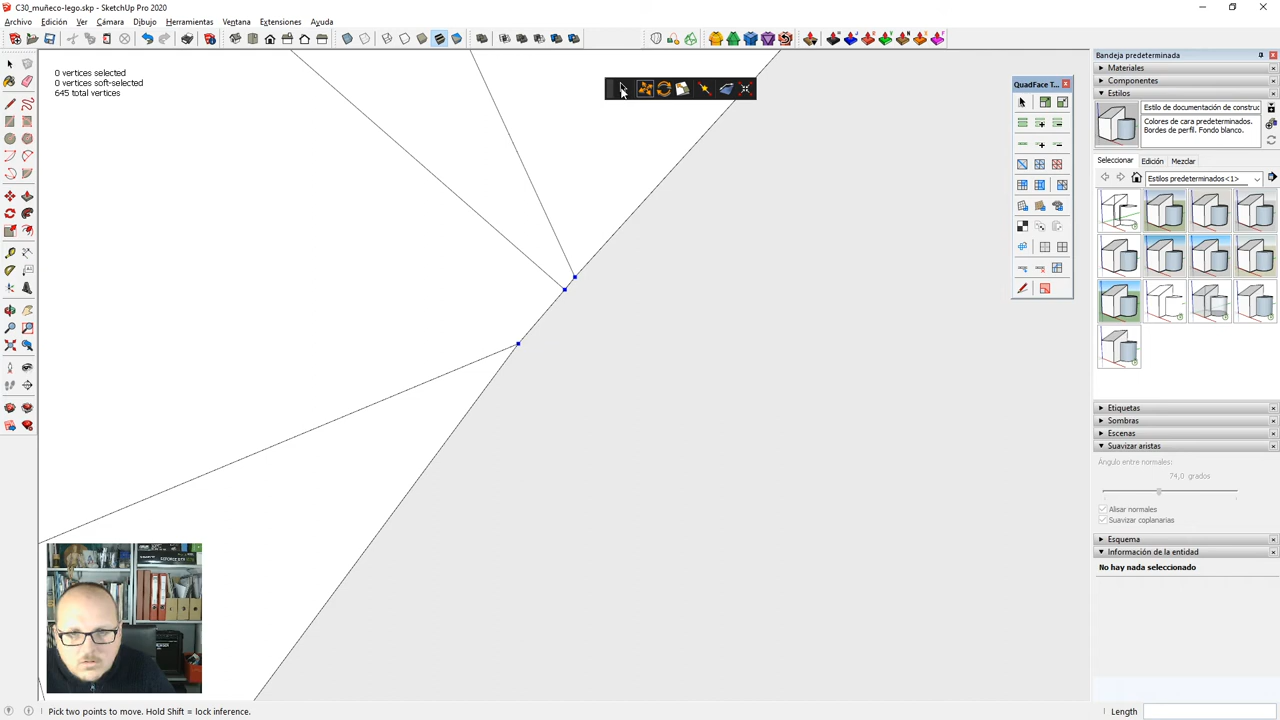 C30_muñeco-lego.skp - SketchUp Pro 2020
Archivo Edición Ver Cámara Dibujo Herramientas Ventana Extensiones Ayuda
0 vertices selected
0 vertices soft-selected
645 total vertices
QuadFace T...
Bandeja predeterminada
Materiales
Componentes
Estilos
Estilo de documentación de construc
Colores de cara predeterminados.
Bordes de perfil. Fondo blanco.
Seleccionar Edición Mezclar
Estilos predeterminados<1>
Etiquetas
Sombras
Escenas
Suavizar aristas
Ángulo entre normales:
74,0 grados
Alisar normales
Suavizar coplanarias
Esquema
Información de la entidad
No hay nada seleccionado
Pick two points to move. Hold Shift = lock inference.
Length